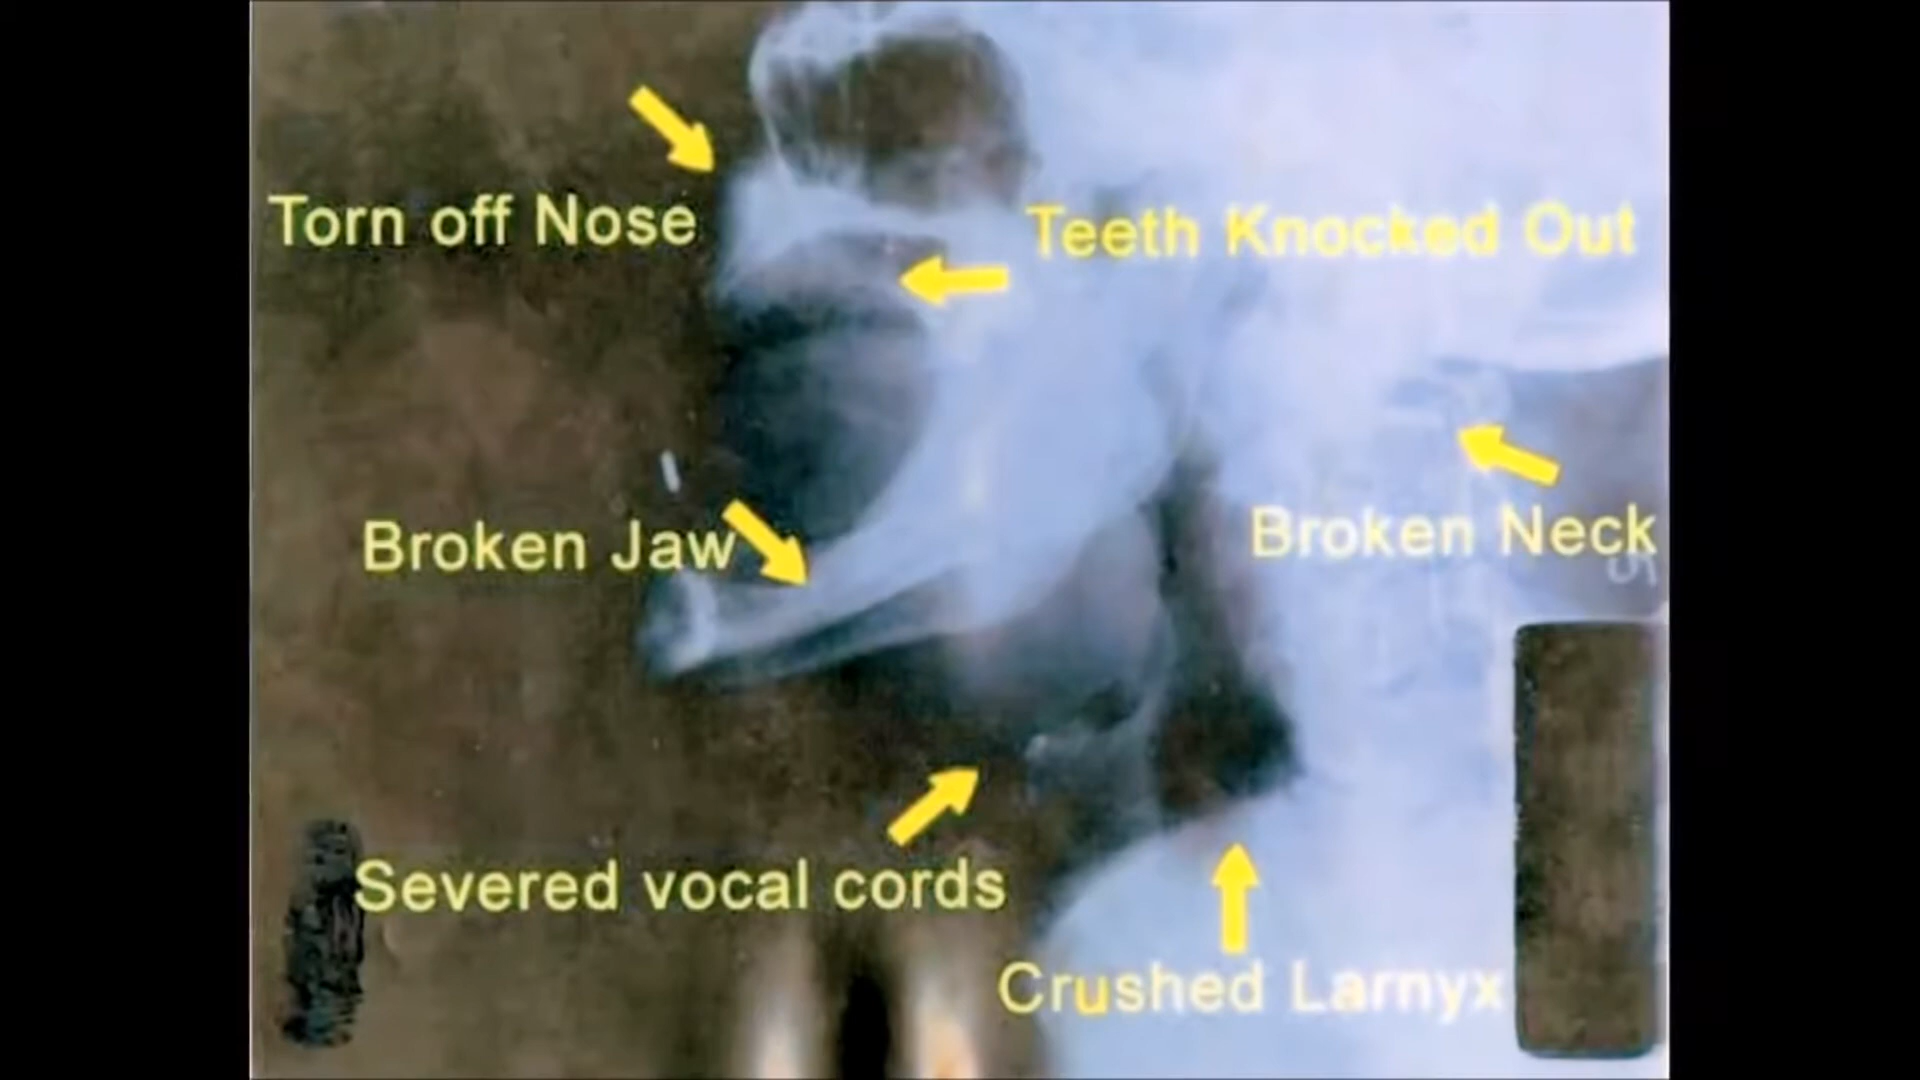 Torn off Nose
Teeth Knocked Out
Broken Jaw
Broken Neck
Severed vocal cords
Crushed Larnyx